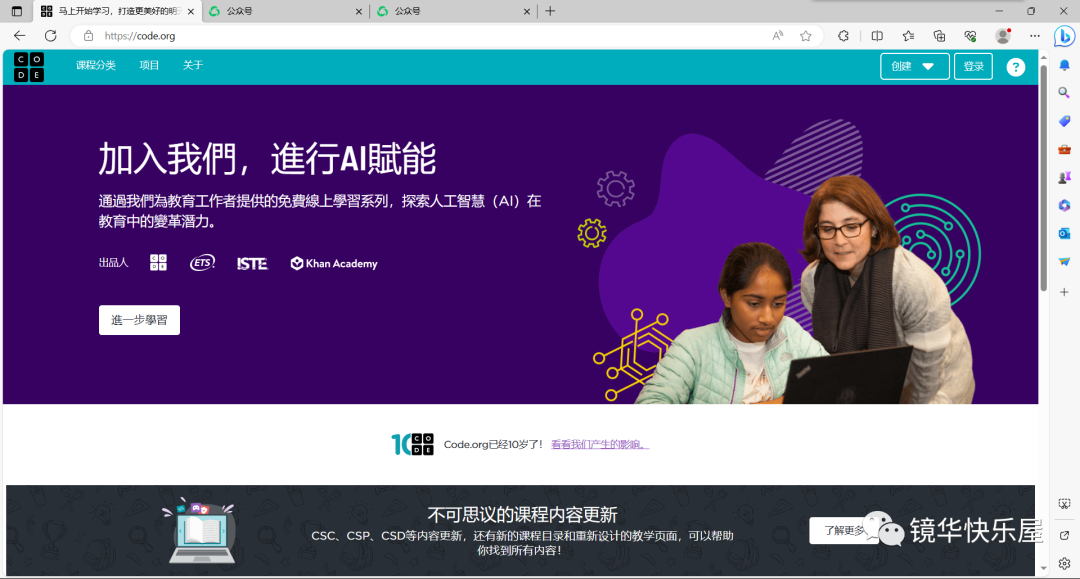 马上开始学习，打造更美好的明天
公众号
公众号
https://code.org
CODE
课程分类
项目
关于
创建
登录
?
加入我們，進行AI賦能
通過我們為教育工作者提供的免費線上學習系列，探索人工智慧（AI）在
教育中的變革潛力。
出品人
CODE
ETS
ISTE
Khan Academy
進一步學習
10 CODE
Code.org已经10岁了！ 看看我们产生的影响。
不可思议的课程内容更新
CSC、CSP、CSD等内容更新，还有新的课程目录和重新设计的教学页面，可以帮助
你找到所有内容！
了解更多
镜华快乐屋